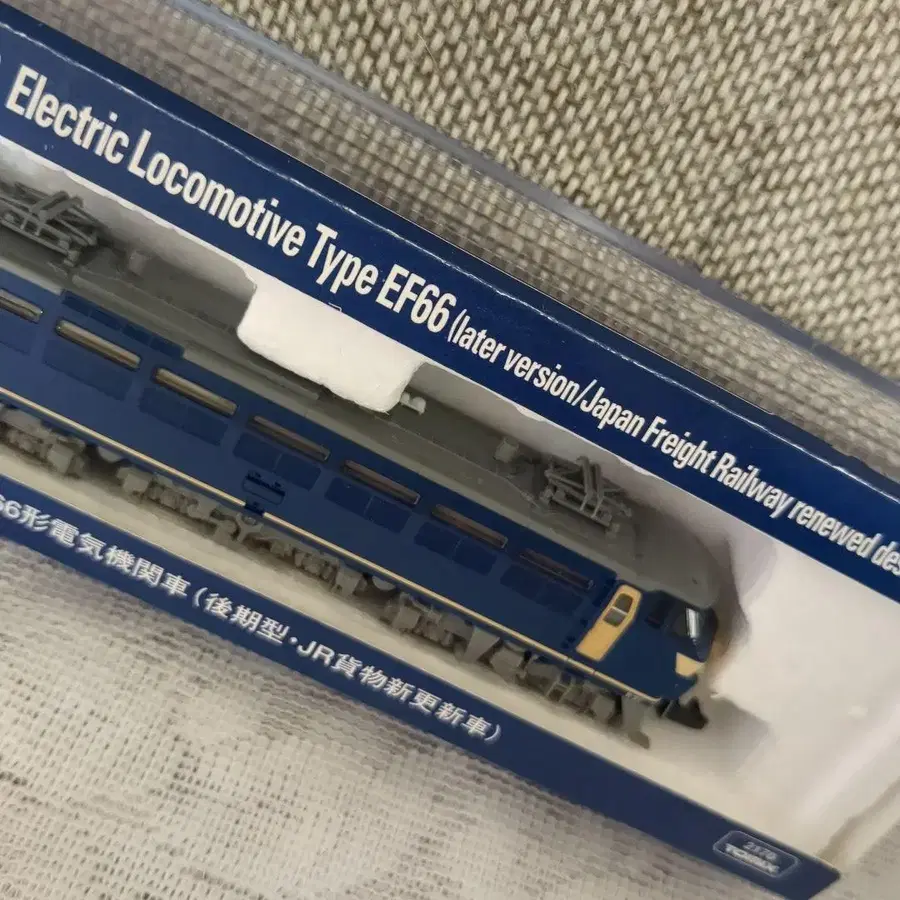 Electric Locomotive Type EF66 (later version/Japan Freight Railway renewed des
66形電気機関車(後期型・JR貨物新更新車)
2170
TOMIX